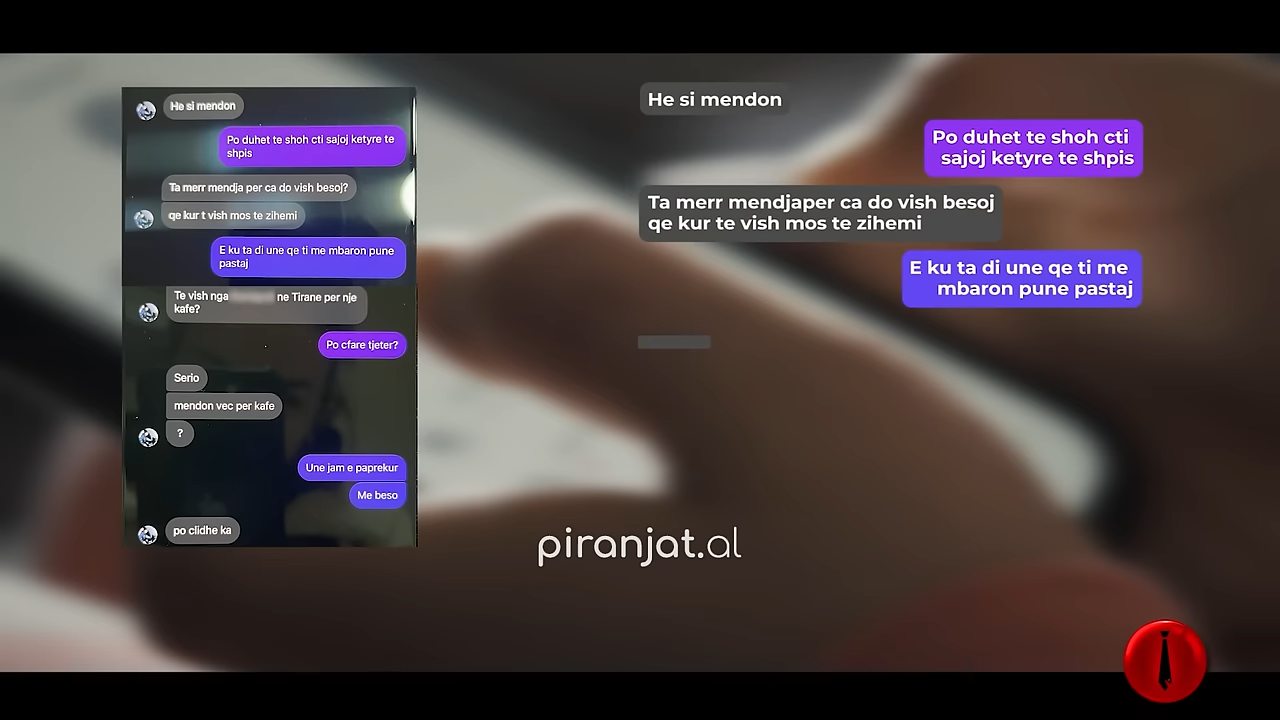 He si mendon
Po duhet te shoh cti sajoj ketyre te
shpis
Ta merr mendja per ca do vish besoj?
qe kur t vish mos te zihemi
E ku ta di une qe ti me mbaron pune
pastaj
Te vish nga ne Tirane per nje
kafe?
Po cfare tjeter?
Serio
mendon vec per kafe
?
Une jam e paprekur
Me beso
po clidhe ka
He si mendon
Po duhet te shoh cti
sajoj ketyre te shpis
Ta merr mendjaper ca do vish besoj
qe kur te vish mos te zihemi
E ku ta di une qe ti me
mbaron pune pastaj
piranjat.al